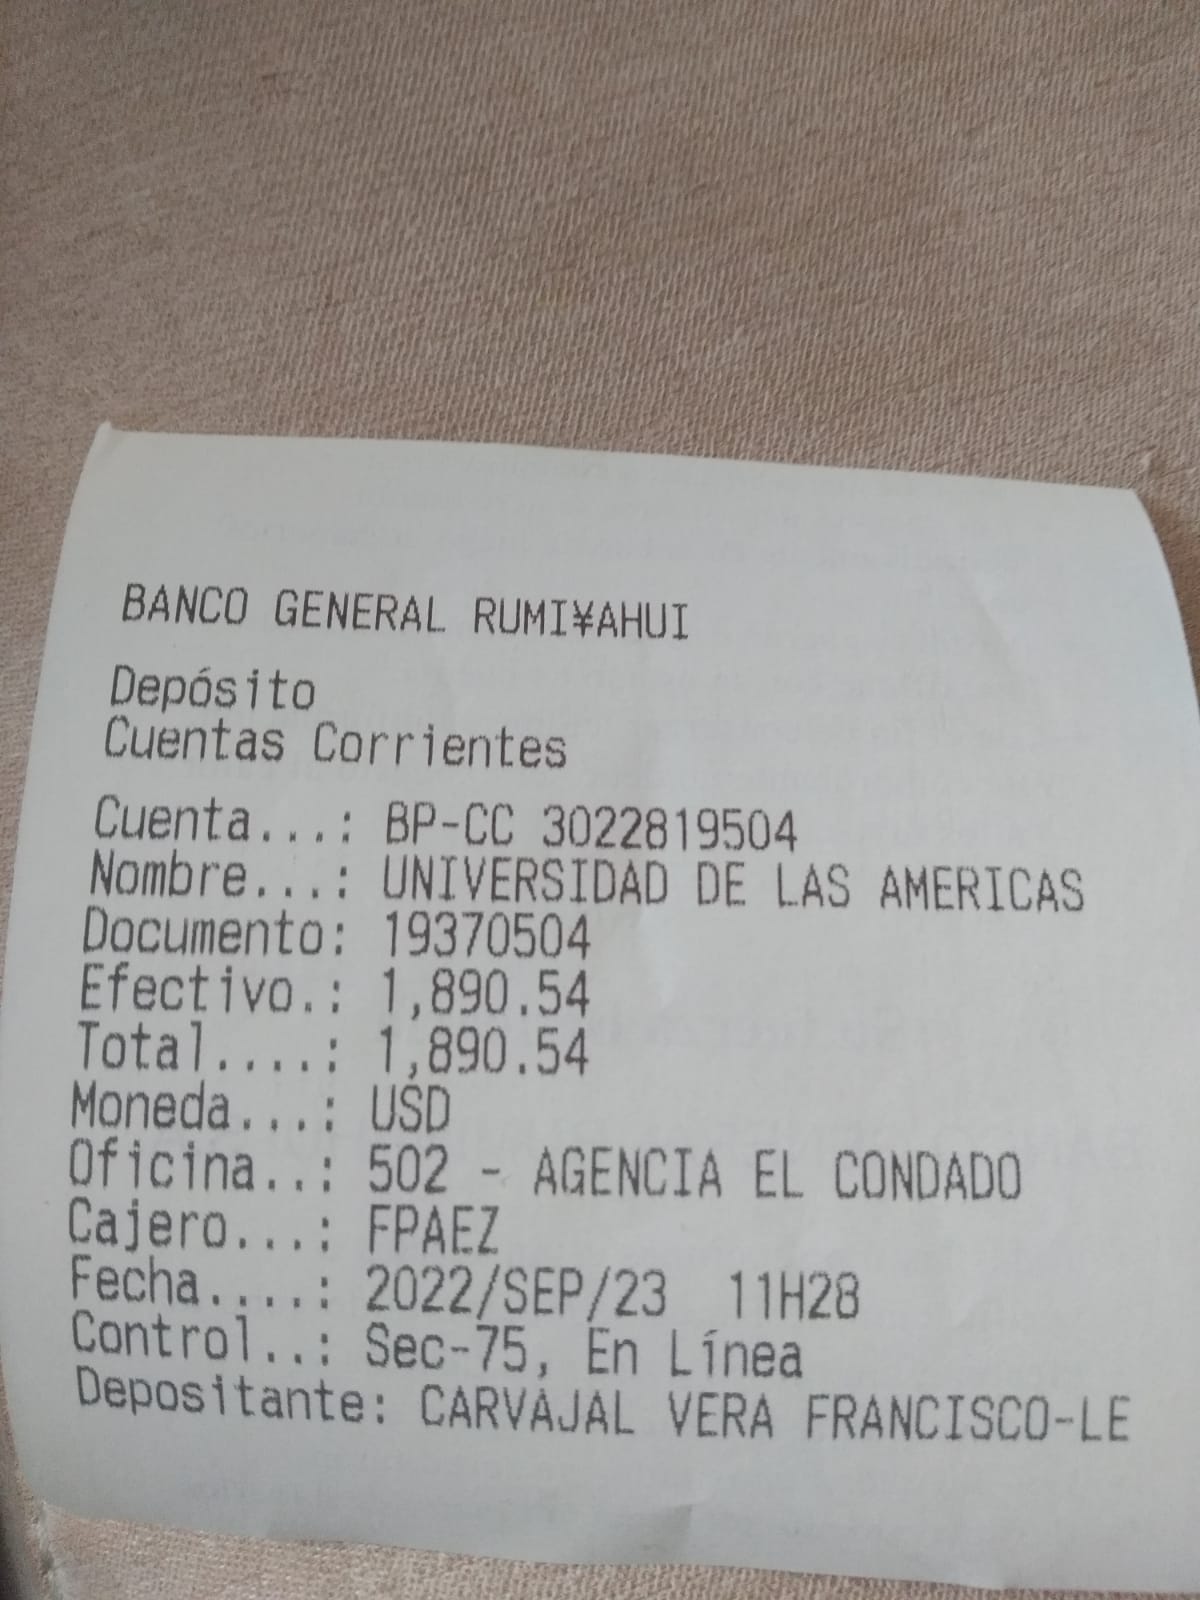 BANCO GENERAL RUMI¥AHUI
Depósito
Cuentas Corrientes
Cuenta...: BP-CC 3022819504
Nombre...: UNIVERSIDAD DE LAS AMERICAS
Documento: 19370504
Efectivo.: 1,890.54
Total....: 1,890.54
Moneda...: USD
Oficina..: 502 - AGENCIA EL CONDADO
Cajero...: FPAEZ
Fecha....: 2022/SEP/23 11H28
Control..: Sec-75, En Línea
Depositante: CARVAJAL VERA FRANCISCO-LE